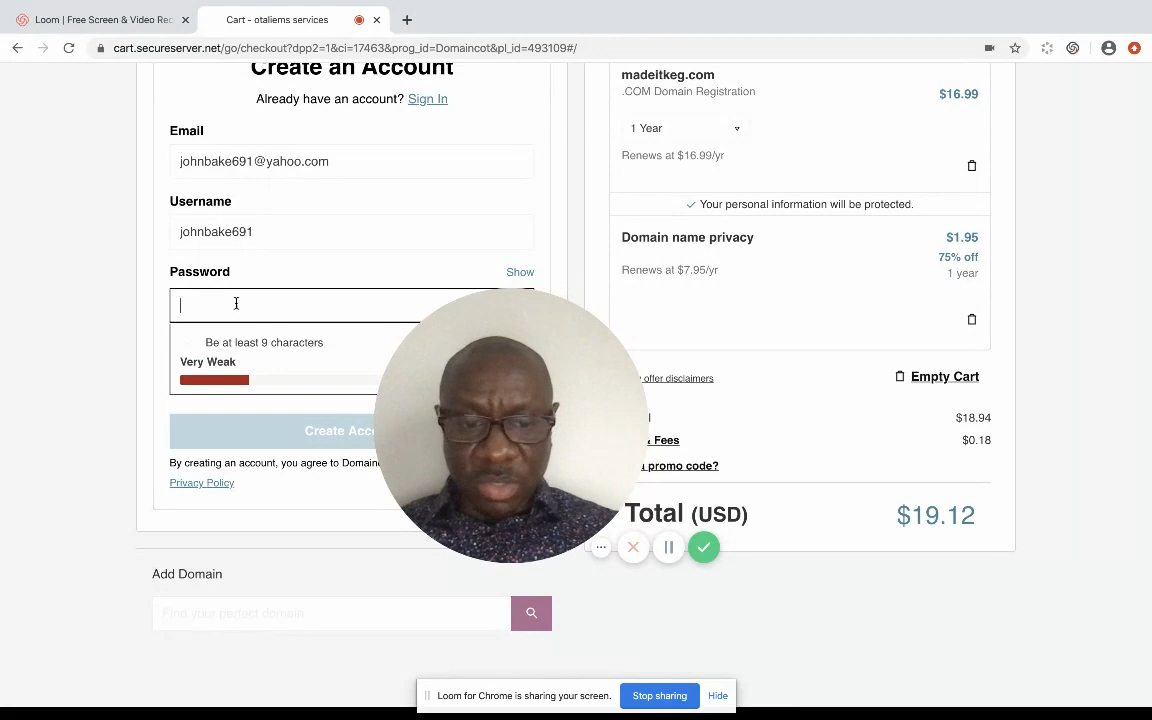 Loom | Free Screen & Video Rec
Cart - otaliems services
cart.secureserver.net/go/checkout?dpp2=1&ci=17463&prog_id=Domaincot&pl_id=493109#/
Create an Account
Already have an account? Sign In
Email
johnbake691@yahoo.com
Username
johnbake691
Password
Show
Be at least 9 characters
Very Weak
Create Acco
By creating an account, you agree to Domaine
Privacy Policy
madeitkeg.com
.COM Domain Registration
$16.99
1 Year
Renews at $16.99/yr
Your personal information will be protected.
Domain name privacy
$1.95
75% off
Renews at $7.95/yr
1 year
offer disclaimers
Empty Cart
$18.94
& Fees
$0.18
promo code?
Total (USD)
$19.12
Add Domain
Find your perfect domain
Loom for Chrome is sharing your screen.
Stop sharing
Hide